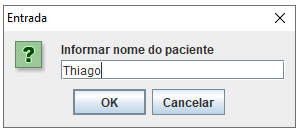 Entrada
Informar nome do paciente
Thiago
OK Cancelar